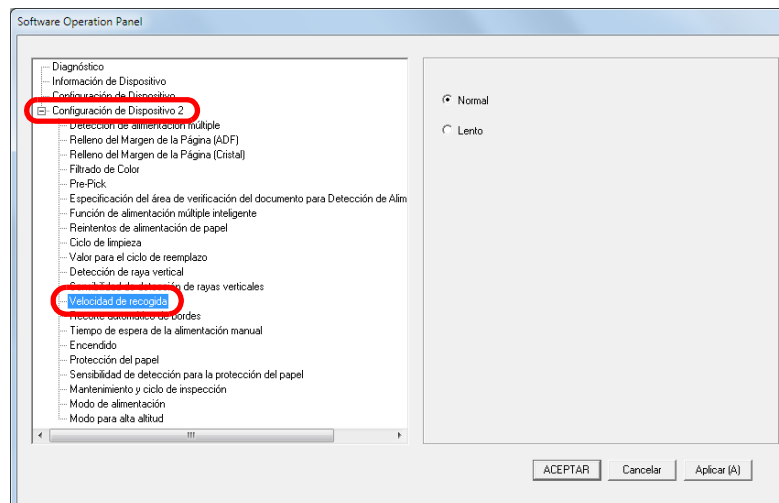 Software Operation Panel
Diagnóstico
Información de Dispositivo
Configuración de Dispositivo
Configuración de Dispositivo 2
Detección de alimentación múltiple
Relleno del Margen de la Página (ADF)
Relleno del Margen de la Página (Cristal)
Filtrado de Color
Pre-Pick
Especificación del área de verificación del documento para Detección de Alim
Función de alimentación múltiple inteligente
Reintentos de alimentación de papel
Ciclo de limpieza
Valor para el ciclo de reemplazo
Detección de raya vertical
Sensibilidad de detección de rayas verticales
Velocidad de recogida
Recorte automático de bordes
Tiempo de espera de la alimentación manual
Encendido
Protección del papel
Sensibilidad de detección para la protección del papel
Mantenimiento y ciclo de inspección
Modo de alimentación
Modo para alta altitud
Normal
Lento
ACEPTAR
Cancelar
Aplicar (A)